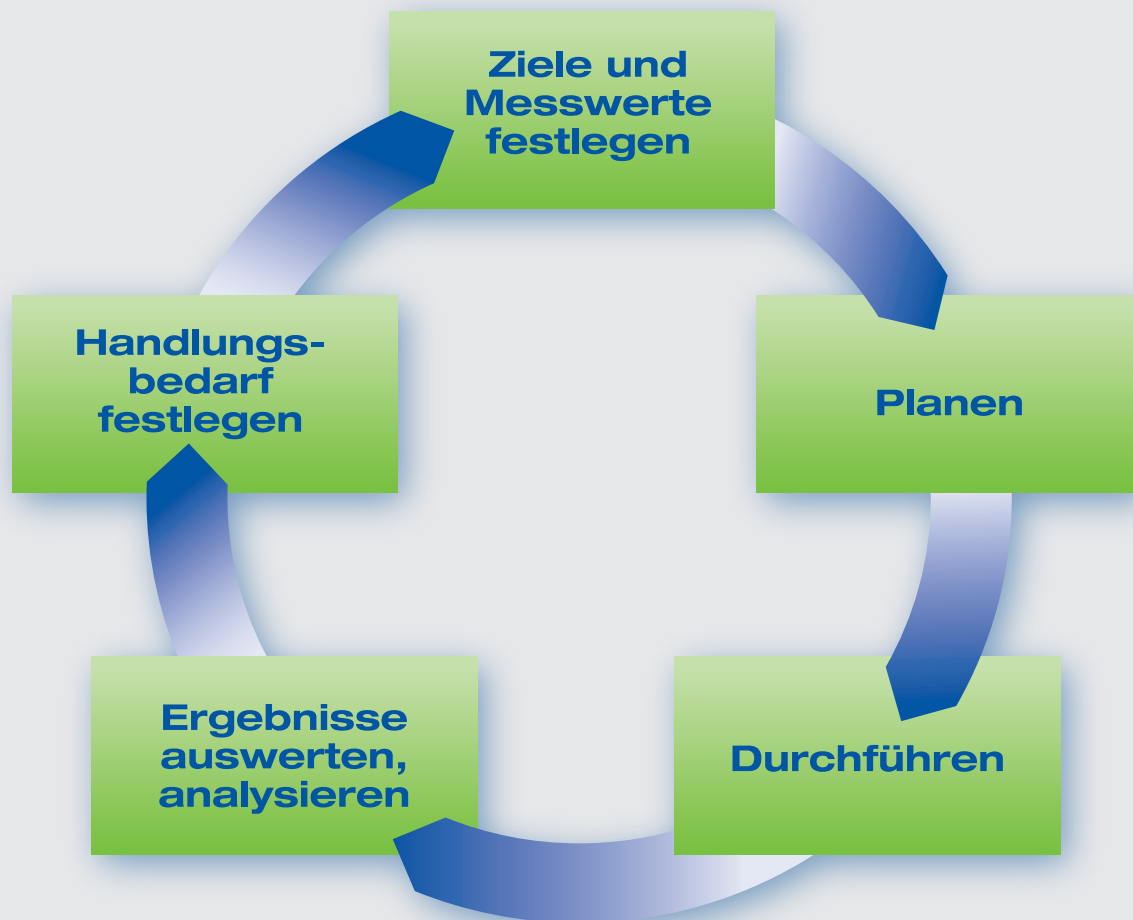 Ziele und
Messwerte
festlegen
Handlungs-
bedarf
festlegen
Planen
Ergebnisse
auswerten,
analysieren
Durchführen